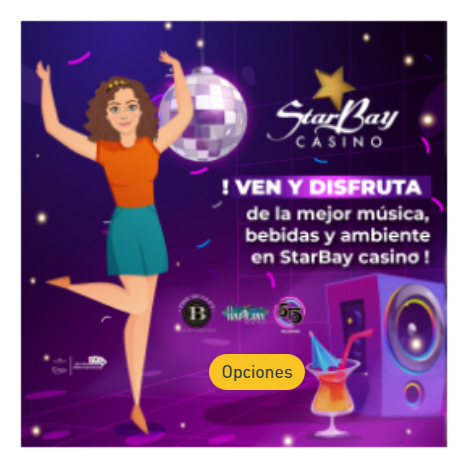 StarBay
CASINO
! VEN Y DISFRUTA
de la mejor música,
bebidas y ambiente
en StarBay casino !
B
Opciones